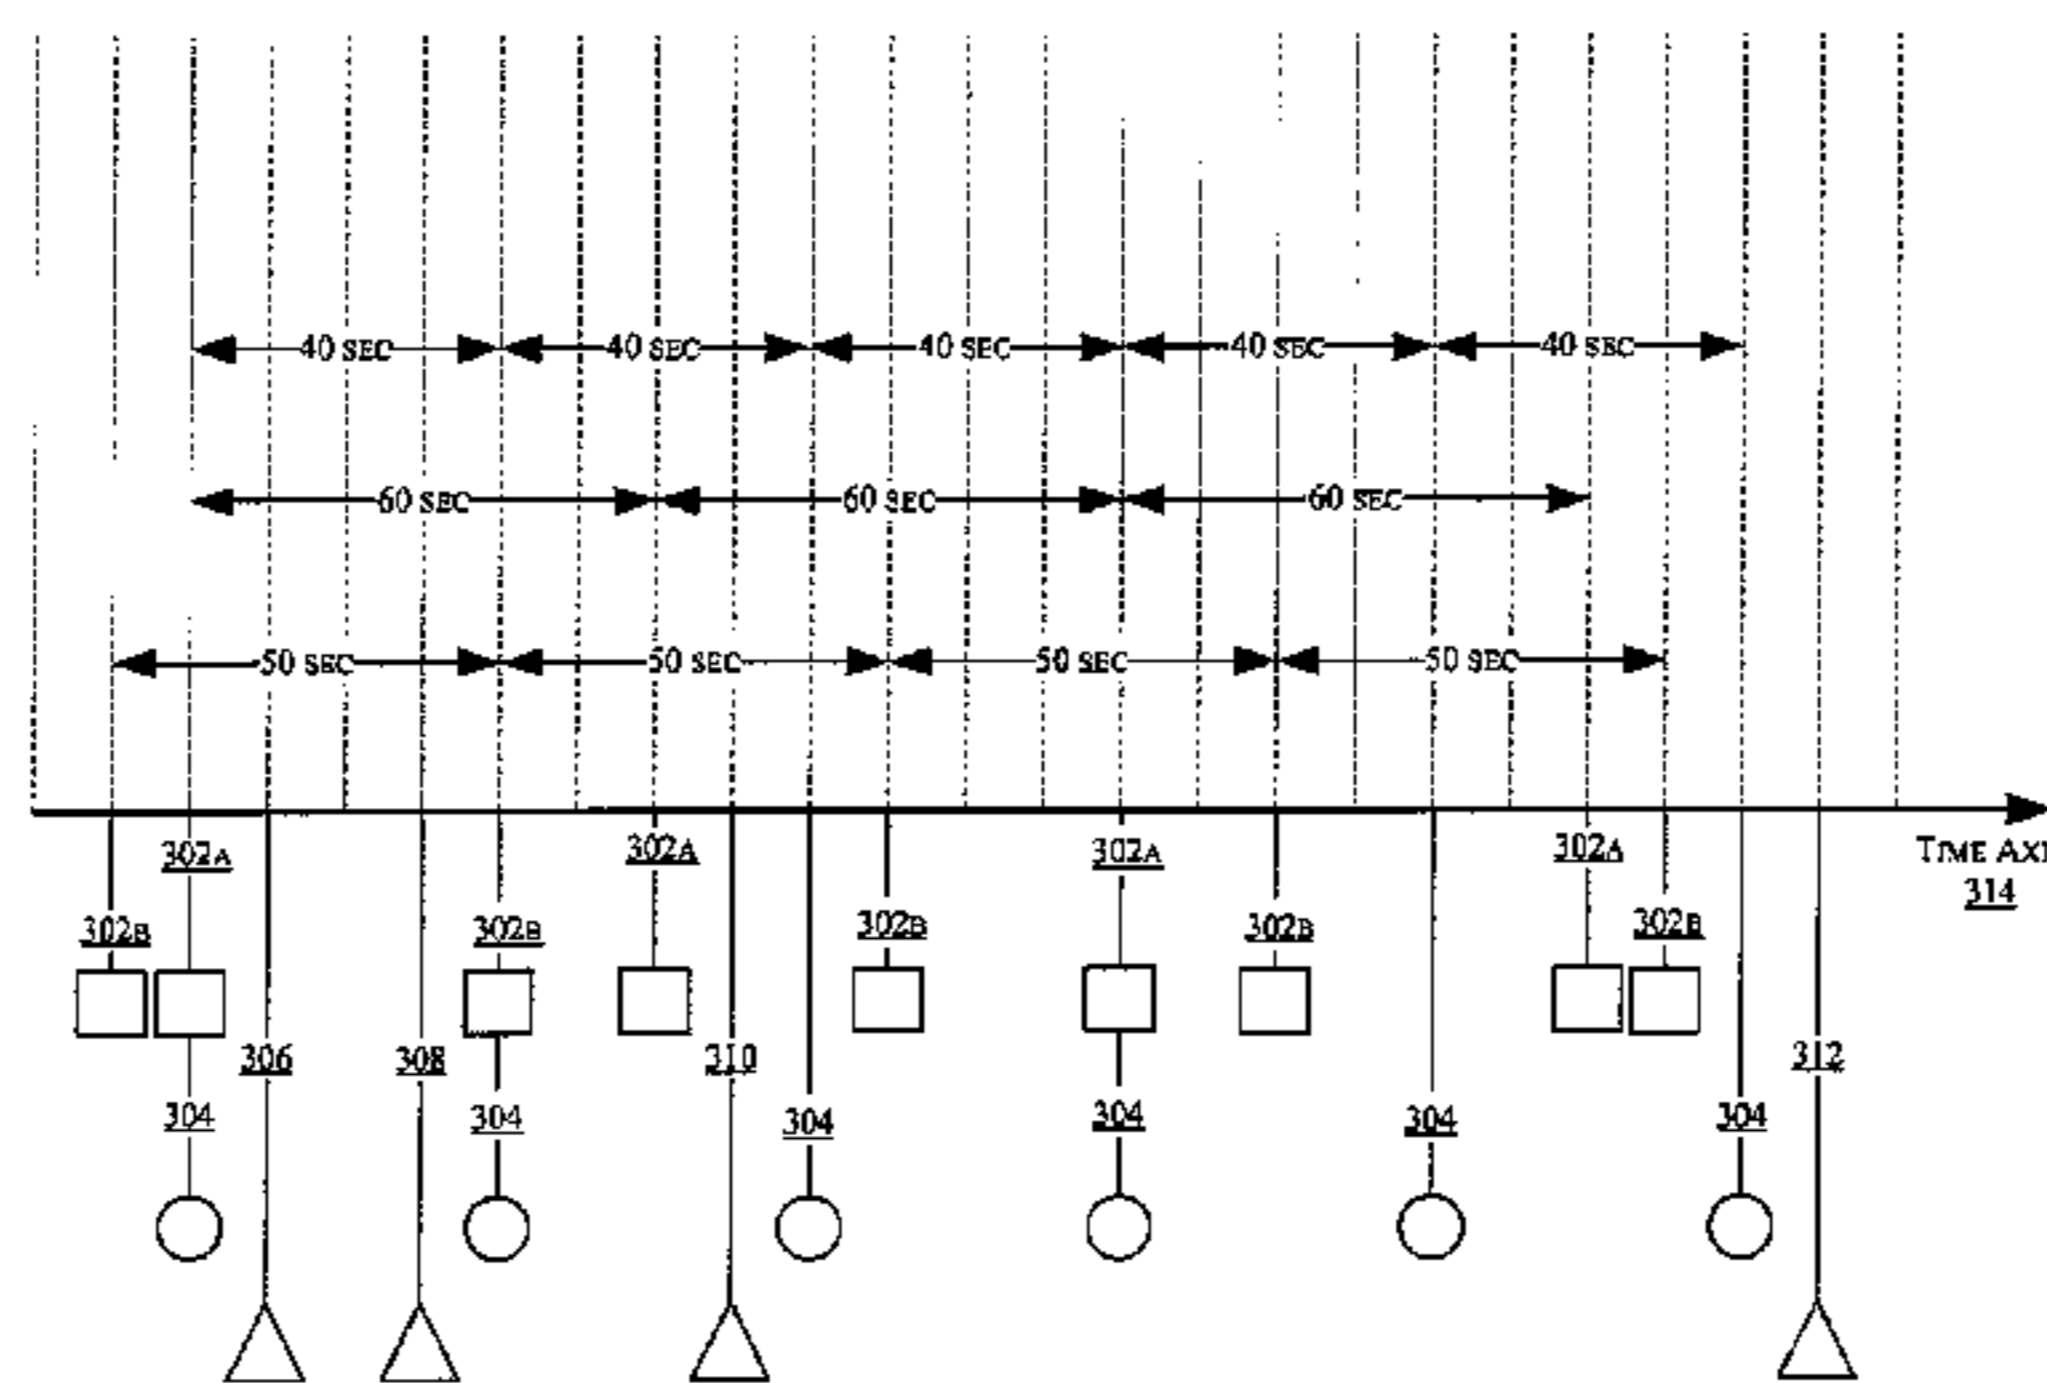 40 SEC 40 SEC 40 SEC 40 SEC 40 SEC
60 SEC 60 SEC 60 SEC
50 SEC 50 SEC 50 SEC 50 SEC
302A 302A 302A 302A
TIME AXI
314
302B 302B 302B 302B 302B
306 308 310 312
304 304 304 304 304 304